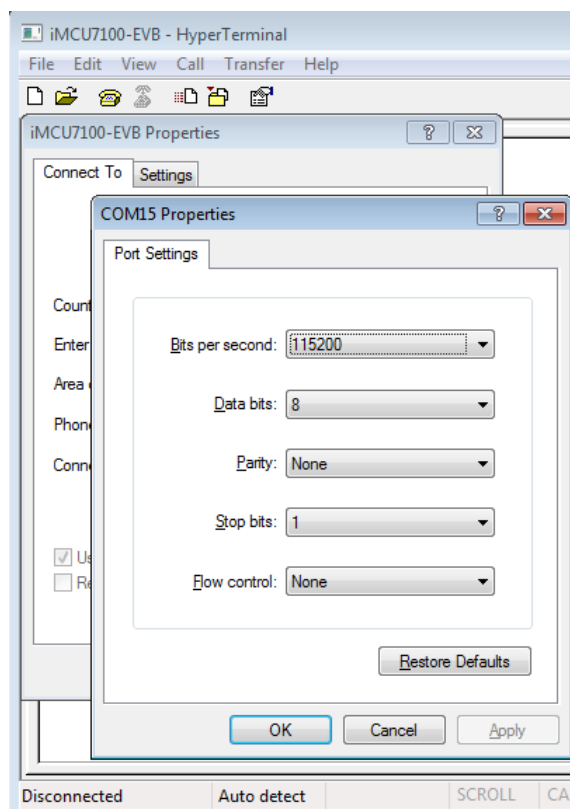 iMCU7100-EVB - HyperTerminal
File Edit View Call Transfer Help
iMCU7100-EVB Properties
Connect To Settings
COM15 Properties
Port Settings
Bits per second: 115200
Enter
Data bits: 8
Area
Parity: None
Stop bits: 1
Flow control: None
Restore Defaults
OK Cancel Apply
Disconnected Auto detect SCROLL